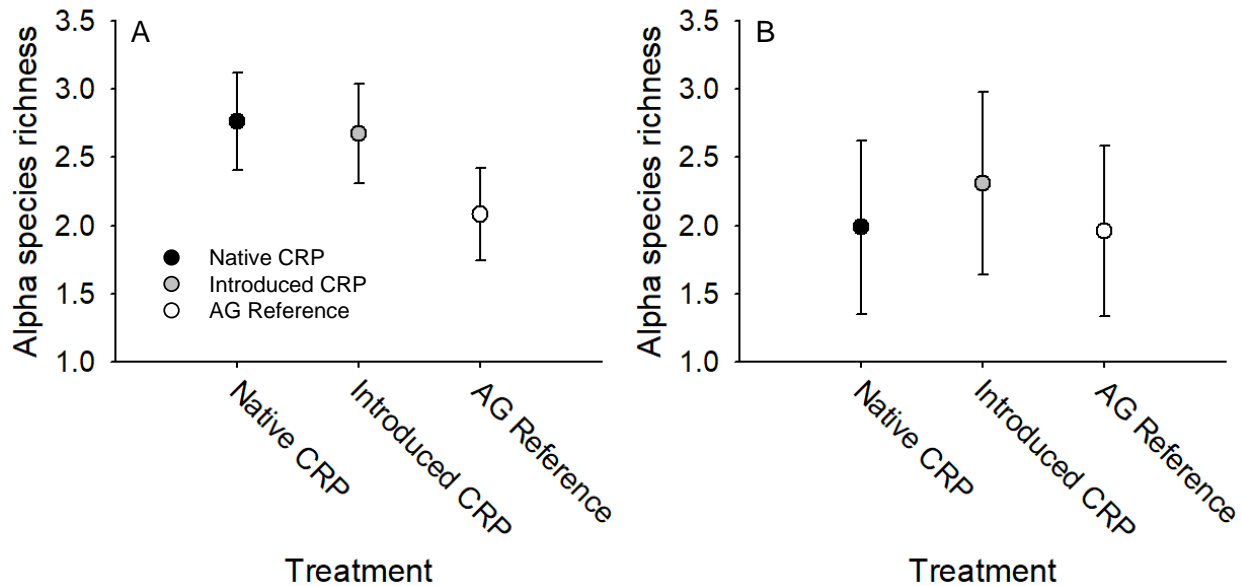 A
Alpha species richness
3.5
3.0
2.5
2.0
1.5
1.0
Native CRP
Introduced CRP
AG Reference
Native CRP
Introduced CRP
AG Reference
Treatment
B
Alpha species richness
3.5
3.0
2.5
2.0
1.5
1.0
Native CRP
Introduced CRP
AG Reference
Treatment